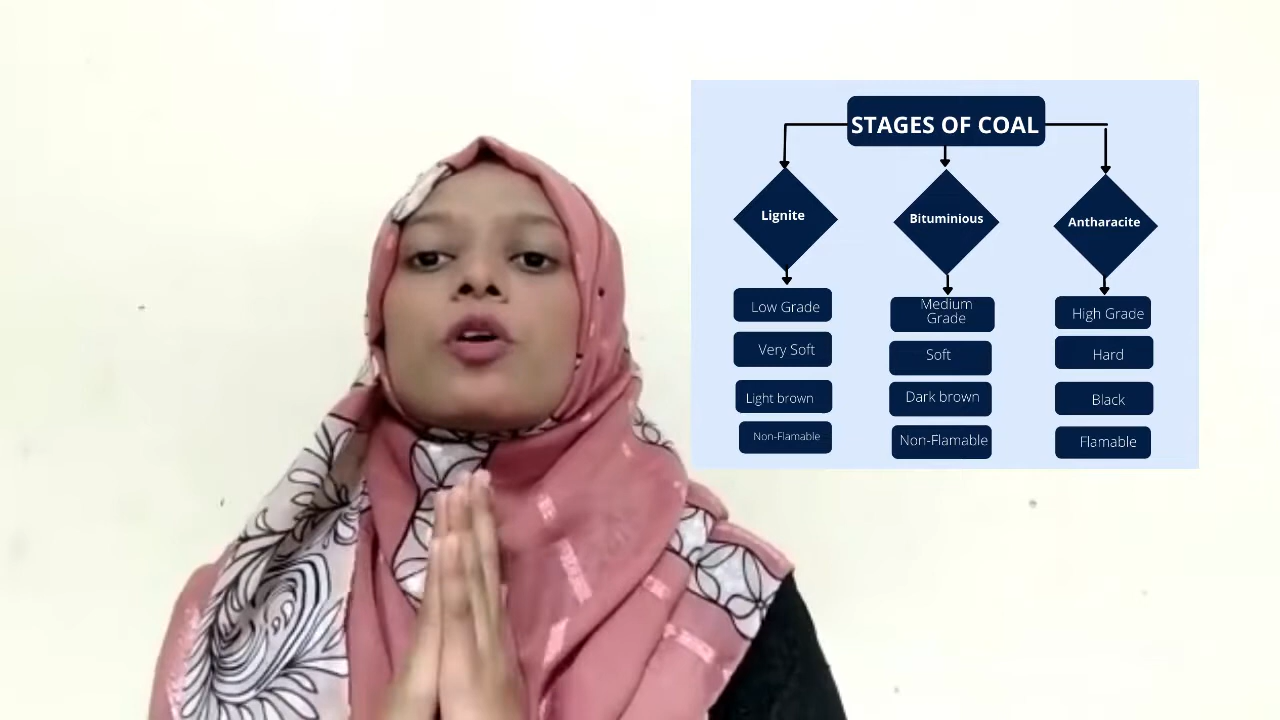 STAGES OF COAL
Lignite
Bituminious
Antharacite
Low Grade
Medium
Grade
High Grade
Very Soft
Soft
Hard
Light brown
Dark brown
Black
Non-Flamable
Non-Flamable
Flamable